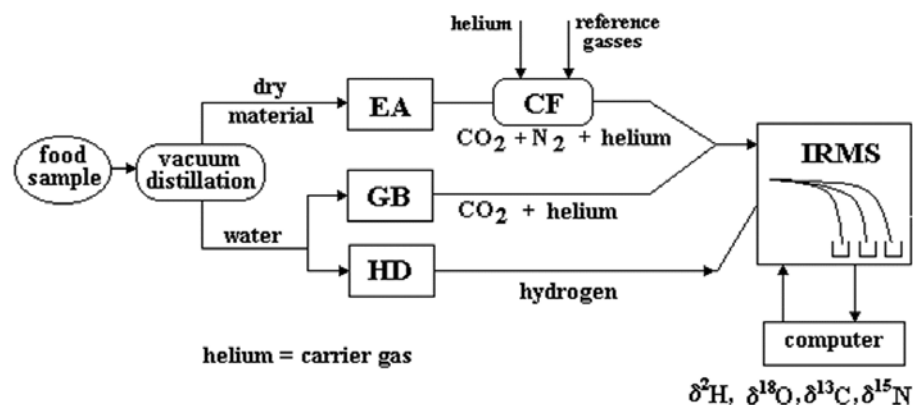 helium
reference
gasses
dry
material
EA
CF
CO₂ + N₂ + helium
IRMS
food
sample
vacuum
distillation
GB
CO₂ + helium
water
HD
hydrogen
computer
helium = carrier gas
δ²H, δ¹⁸O, δ¹³C, δ¹⁵N